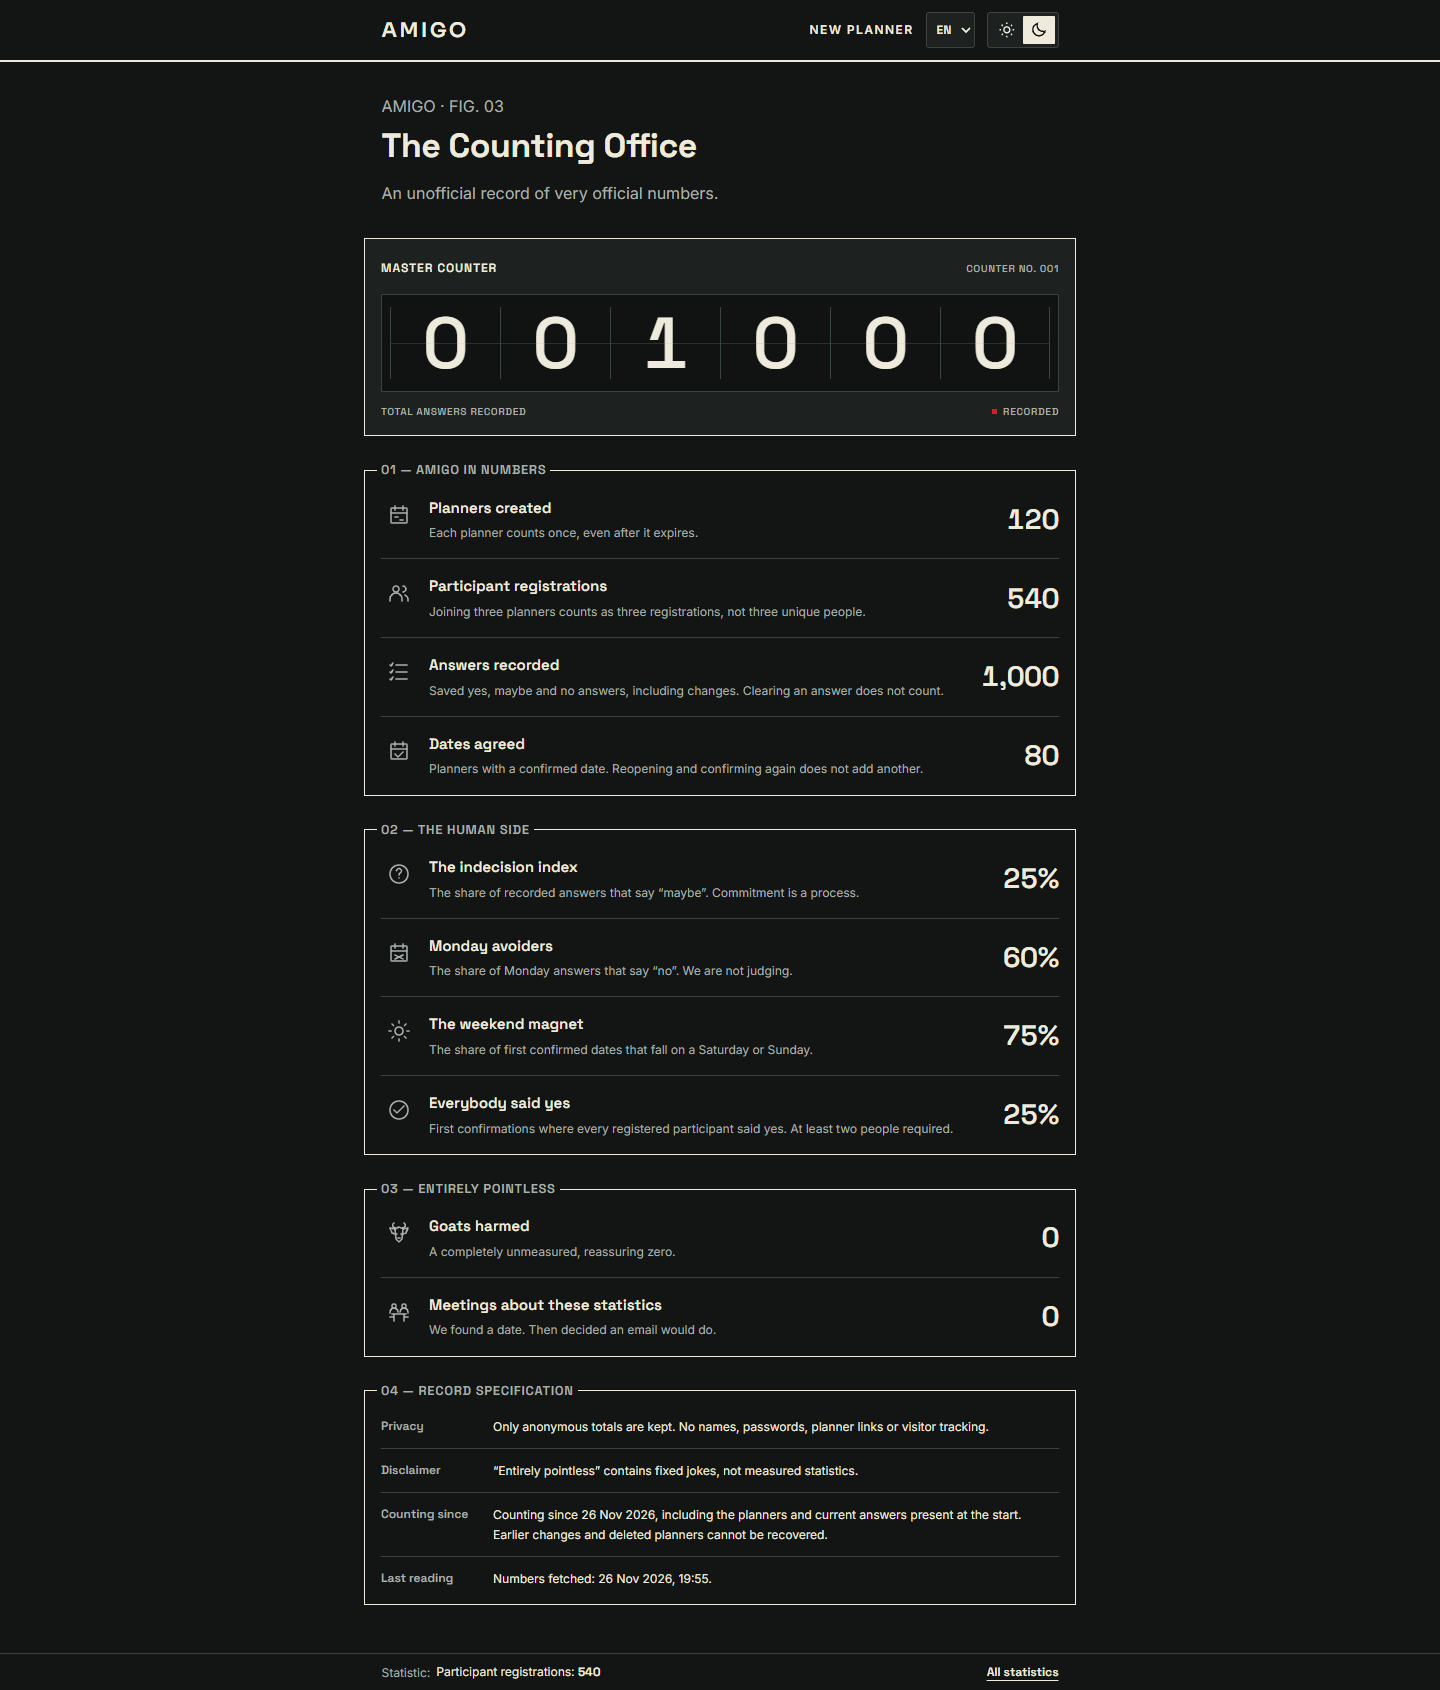 AMIGO
NEW PLANNER
EN
AMIGO · FIG. 03
The Counting Office
An unofficial record of very official numbers.
MASTER COUNTER
COUNTER NO. 001
0 0 1 0 0 0
TOTAL ANSWERS RECORDED
RECORDED
01 — AMIGO IN NUMBERS
Planners created
Each planner counts once, even after it expires.
120
Participant registrations
Joining three planners counts as three registrations, not three unique people.
540
Answers recorded
Saved yes, maybe and no answers, including changes. Clearing an answer does not count.
1,000
Dates agreed
Planners with a confirmed date. Reopening and confirming again does not add another.
80
02 — THE HUMAN SIDE
The indecision index
The share of recorded answers that say “maybe”. Commitment is a process.
25%
Monday avoiders
The share of Monday answers that say “no”. We are not judging.
60%
The weekend magnet
The share of first confirmed dates that fall on a Saturday or Sunday.
75%
Everybody said yes
First confirmations where every registered participant said yes. At least two people required.
25%
03 — ENTIRELY POINTLESS
Goats harmed
A completely unmeasured, reassuring zero.
0
Meetings about these statistics
We found a date. Then decided an email would do.
0
04 — RECORD SPECIFICATION
Privacy
Only anonymous totals are kept. No names, passwords, planner links or visitor tracking.
Disclaimer
“Entirely pointless” contains fixed jokes, not measured statistics.
Counting since
Counting since 26 Nov 2026, including the planners and current answers present at the start.
Earlier changes and deleted planners cannot be recovered.
Last reading
Numbers fetched: 26 Nov 2026, 19:55.
Statistic: Participant registrations: 540
All statistics